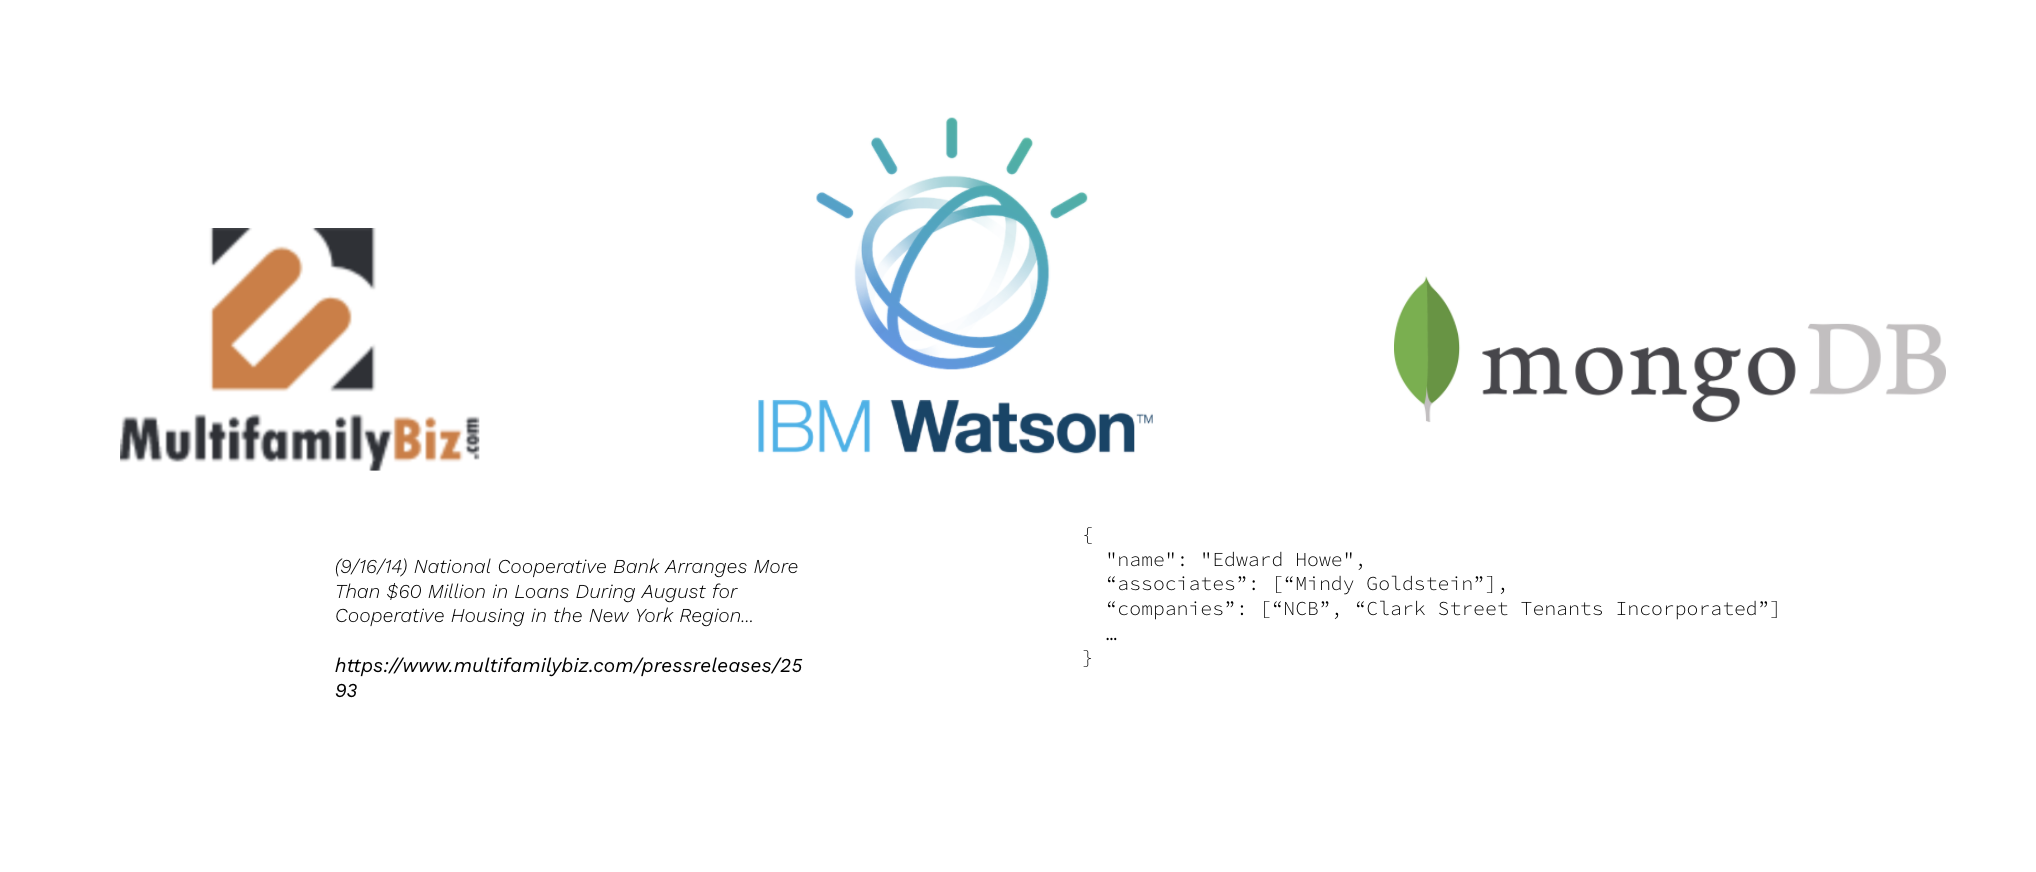 MultifamilyBiz.com
IBM Watson™
mongoDB
(9/16/14) National Cooperative Bank Arranges More
Than $60 Million in Loans During August for
Cooperative Housing in the New York Region...
https://www.multifamilybiz.com/pressreleases/25
93
{
"name": "Edward Howe",
“associates”: [“Mindy Goldstein”],
“companies”: [“NCB”, “Clark Street Tenants Incorporated”]
…
}